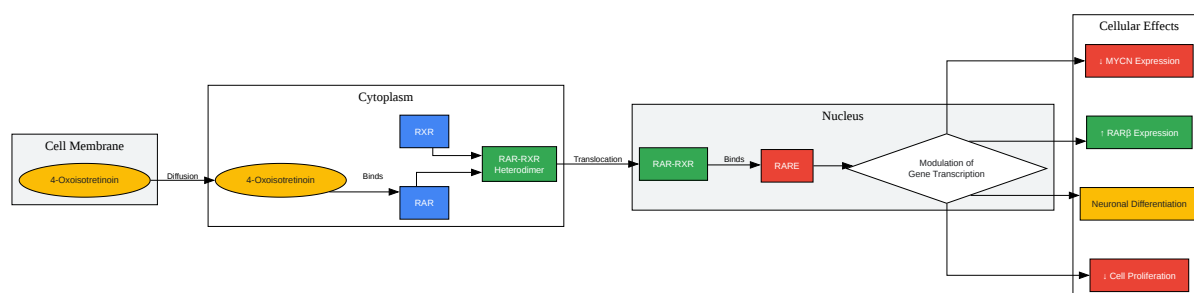 Cell Membrane
4-Oxoisotretinoin
Diffusion
Cytoplasm
4-Oxoisotretinoin
Binds
RXR
RAR
RAR-RXR
Heterodimer
Translocation
Nucleus
RAR-RXR
Binds
RARE
Modulation of
Gene Transcription
Cellular Effects
↓ MYCN Expression
↑ RARβ Expression
Neuronal Differentiation
↓ Cell Proliferation